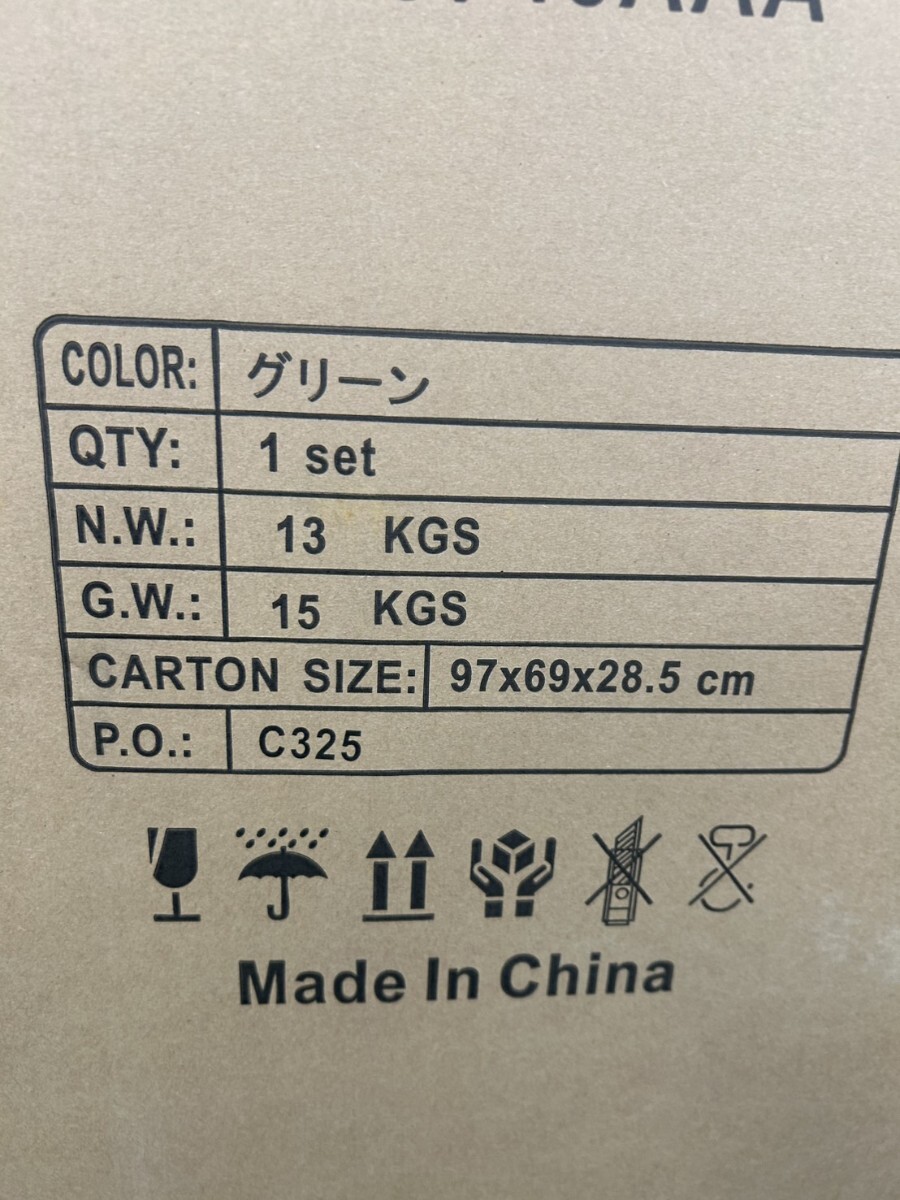 COLOR: グリーン
QTY: 1 set
N.W.: 13 KGS
G.W.: 15 KGS
CARTON SIZE: 97x69x28.5 cm
P.O.: C325
Made In China